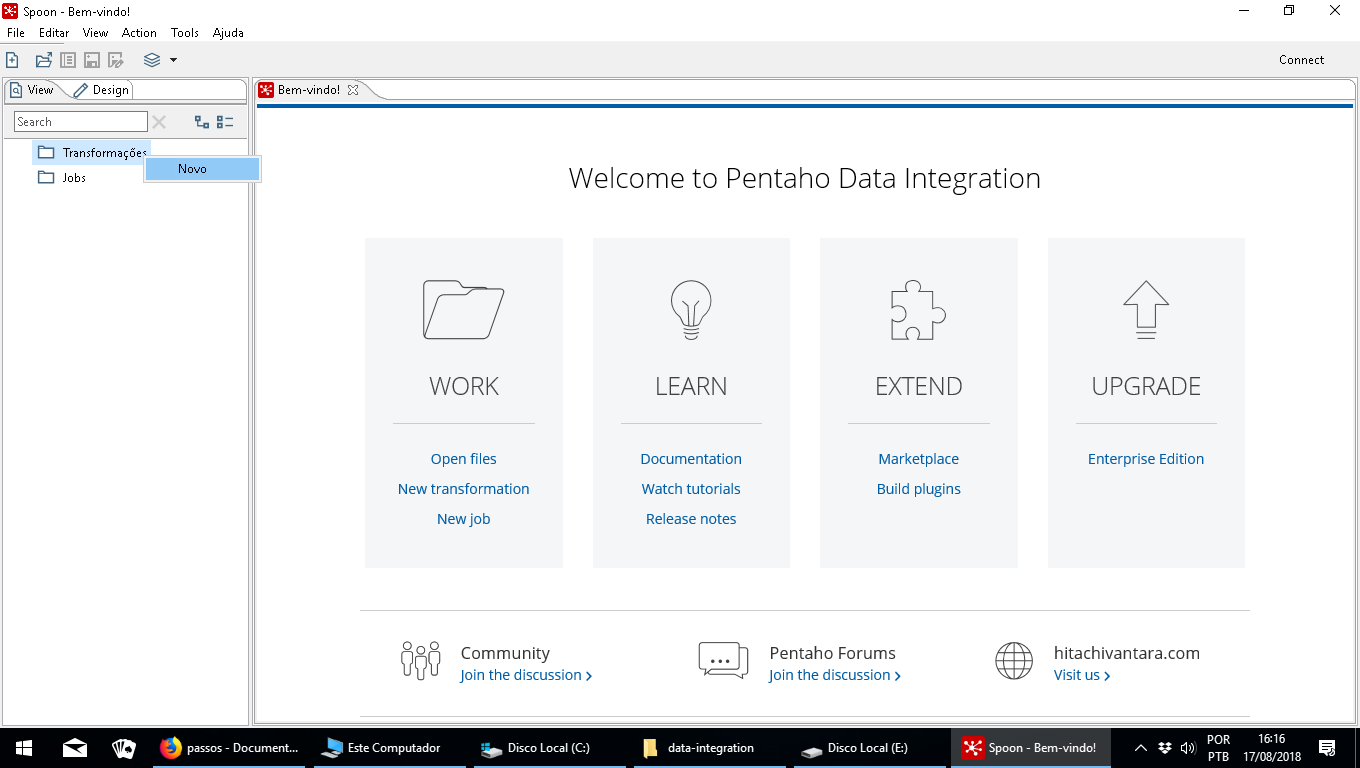 Spoon - Bem-vindo!
File Editar View Action Tools Ajuda
Connect
View Design
Bem-vindo!
Search
Transformações
Novo
Jobs
Welcome to Pentaho Data Integration
WORK
Open files
New transformation
New job
LEARN
Documentation
Watch tutorials
Release notes
EXTEND
Marketplace
Build plugins
UPGRADE
Enterprise Edition
Community
Join the discussion
Pentaho Forums
Join the discussion
hitachivantara.com
Visit us
passos - Document...
Este Computador
Disco Local (C:)
data-integration
Disco Local (E:)
Spoon - Bem-vindo!
POR
PTB
16:16
17/08/2018